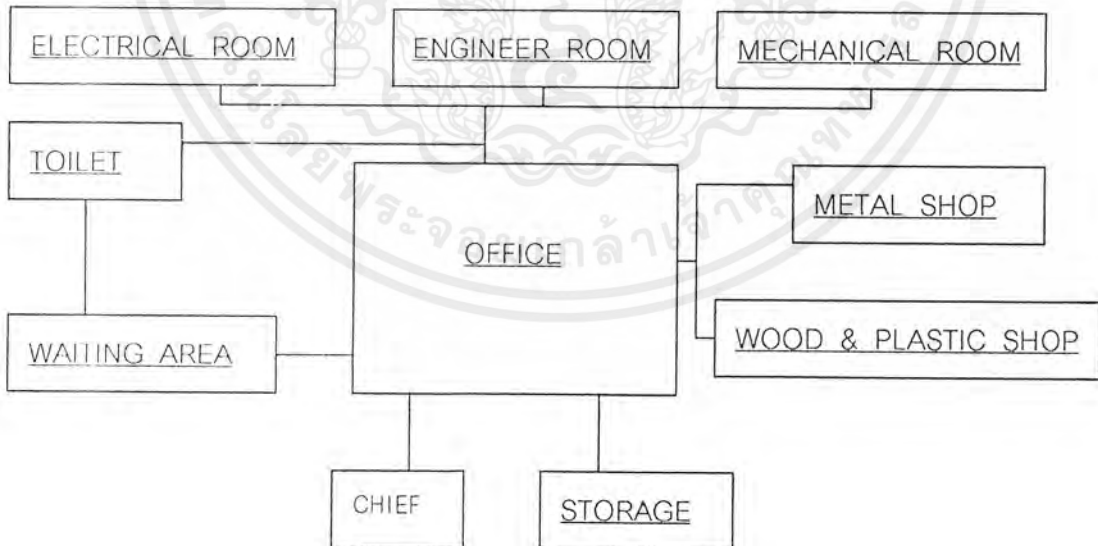 ELECTRICAL ROOM
ENGINEER ROOM
MECHANICAL ROOM
TOILET
METAL SHOP
OFFICE
WAITING AREA
WOOD & PLASTIC SHOP
CHIEF
STORAGE